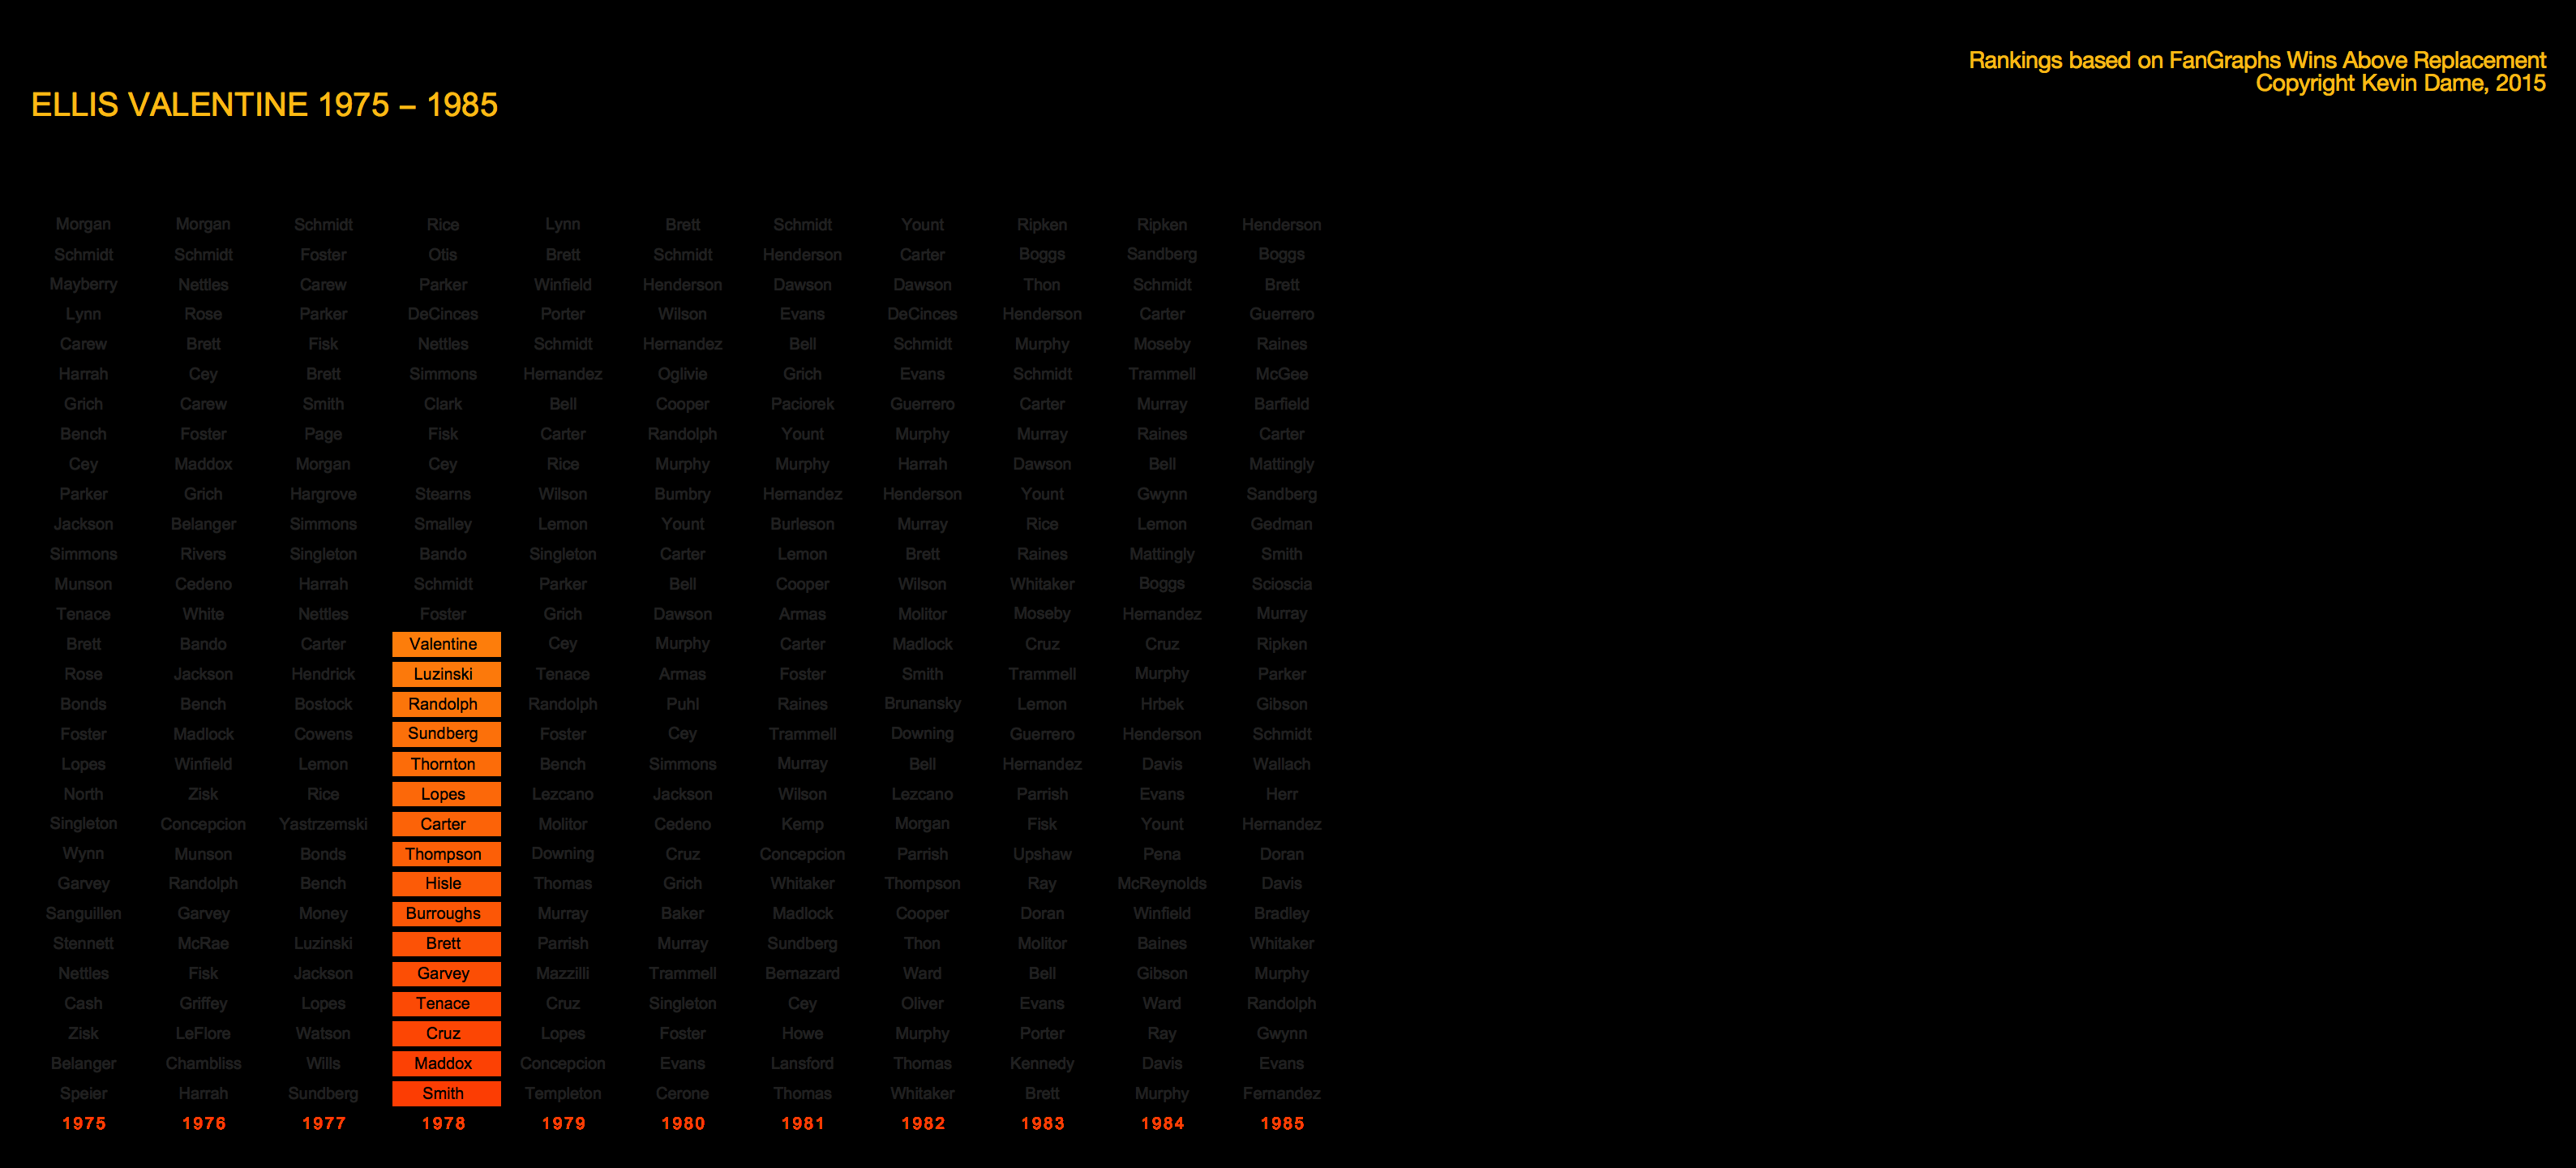 Rankings based on FanGraphs Wins Above Replacement
Copyright Kevin Dame, 2015
ELLIS VALENTINE 1975 – 1985
Morgan Morgan Schmidt Rice Lynn Brett Schmidt Yount Ripken Ripken Henderson
Schmidt Schmidt Foster Otis Brett Schmidt Henderson Carter Boggs Sandberg Boggs
Mayberry Nettles Carew Parker Winfield Henderson Dawson Dawson Thon Schmidt Brett
Lynn Rose Parker DeCinces Porter Wilson Evans DeCinces Henderson Carter Guerrero
Carew Brett Fisk Nettles Schmidt Hernandez Bell Schmidt Murphy Moseby Raines
Harrah Cey Brett Simmons Hernandez Oglivie Grich Evans Schmidt Trammell McGee
Grich Carew Smith Clark Bell Cooper Paciorek Guerrero Carter Murray Barfield
Bench Foster Page Fisk Carter Randolph Yount Murphy Murray Raines Carter
Cey Maddox Morgan Cey Rice Murphy Murphy Harrah Dawson Bell Mattingly
Parker Grich Hargrove Stearns Wilson Bumbry Hernandez Henderson Yount Gwynn Sandberg
Jackson Belanger Simmons Smalley Lemon Yount Burleson Murray Rice Lemon Gedman
Simmons Rivers Singleton Bando Singleton Carter Lemon Brett Raines Mattingly Smith
Munson Cedeno Harrah Schmidt Parker Bell Cooper Wilson Whitaker Boggs Scioscia
Tenace White Nettles Foster Grich Dawson Armas Molitor Moseby Hernandez Murray
Brett Bando Carter Valentine Cey Murphy Carter Madlock Cruz Cruz Ripken
Rose Jackson Hendrick Luzinski Tenace Armas Foster Smith Trammell Murphy Parker
Bonds Bench Bostock Randolph Randolph Puhl Raines Brunansky Lemon Hrbek Gibson
Foster Madlock Cowens Sundberg Foster Cey Trammell Downing Guerrero Henderson Schmidt
Lopes Winfield Lemon Thornton Bench Simmons Murray Bell Hernandez Davis Wallach
North Zisk Rice Lopes Lezcano Jackson Wilson Lezcano Parrish Evans Herr
Singleton Concepcion Yastrzemski Carter Molitor Cedeno Kemp Morgan Fisk Yount Hernandez
Wynn Munson Bonds Thompson Downing Cruz Concepcion Parrish Upshaw Pena Doran
Garvey Randolph Bench Hisle Thomas Grich Whitaker Thompson Ray McReynolds Davis
Sanguillen Garvey Money Burroughs Murray Baker Madlock Cooper Doran Winfield Bradley
Stennett McRae Luzinski Brett Parrish Murray Sundberg Thon Molitor Baines Whitaker
Nettles Fisk Jackson Garvey Mazzilli Trammell Bernazard Ward Bell Gibson Murphy
Cash Griffey Lopes Tenace Cruz Singleton Cey Oliver Evans Ward Randolph
Zisk LeFlore Watson Cruz Lopes Foster Howe Murphy Porter Ray Gwynn
Belanger Chambliss Wills Maddox Concepcion Evans Lansford Thomas Kennedy Davis Evans
Speier Harrah Sundberg Smith Templeton Cerone Thomas Whitaker Brett Murphy Fernandez
1975 1976 1977 1978 1979 1980 1981 1982 1983 1984 1985